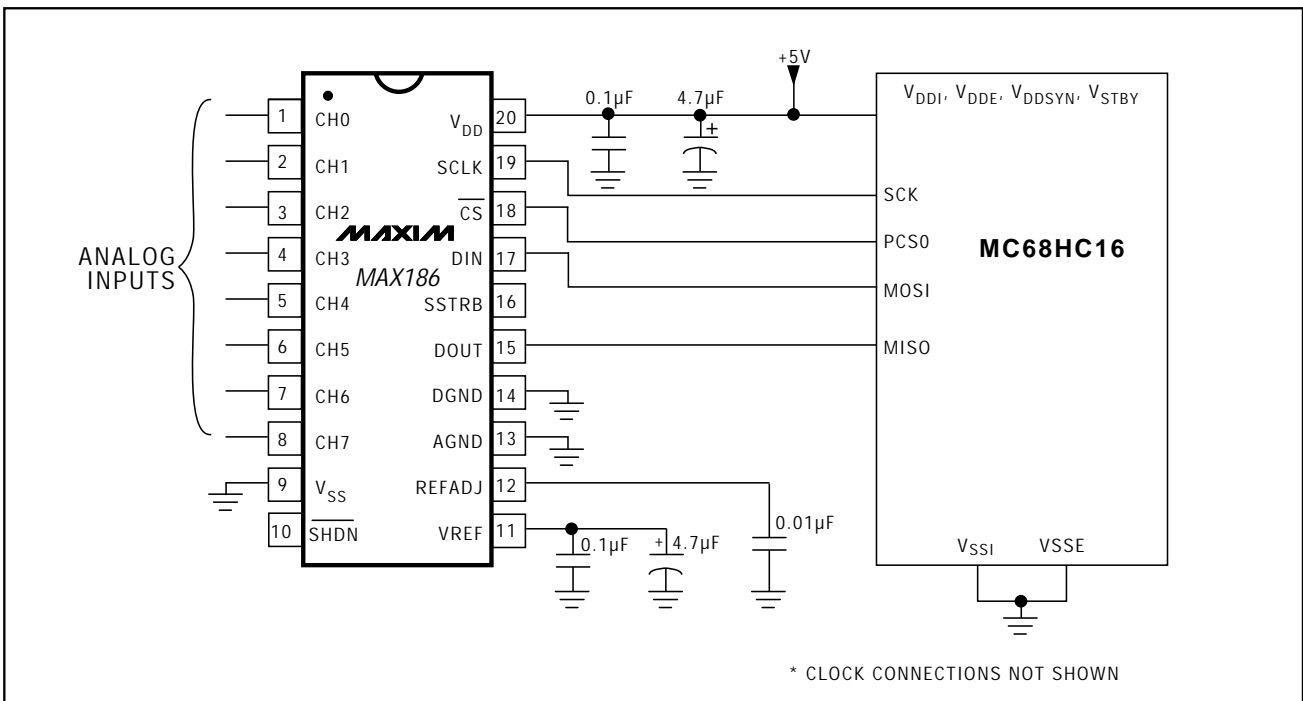 +5V
0.1µF 4.7µF
+
VDDI, VDDE, VDDSYN, VSTBY
1 CH0 VDD 20
2 CH1 SCLK 19
SCK
3 CH2 CS 18
MAXIM
PCS0
MC68HC16
ANALOG
INPUTS
4 CH3 DIN 17
MAX186
MOSI
5 CH4 SSTRB 16
6 CH5 DOUT 15
MISO
7 CH6 DGND 14
8 CH7 AGND 13
9 VSS REFADJ 12
0.01µF
10 SHDN VREF 11
0.1µF + 4.7µF
VSSI VSSE
* CLOCK CONNECTIONS NOT SHOWN